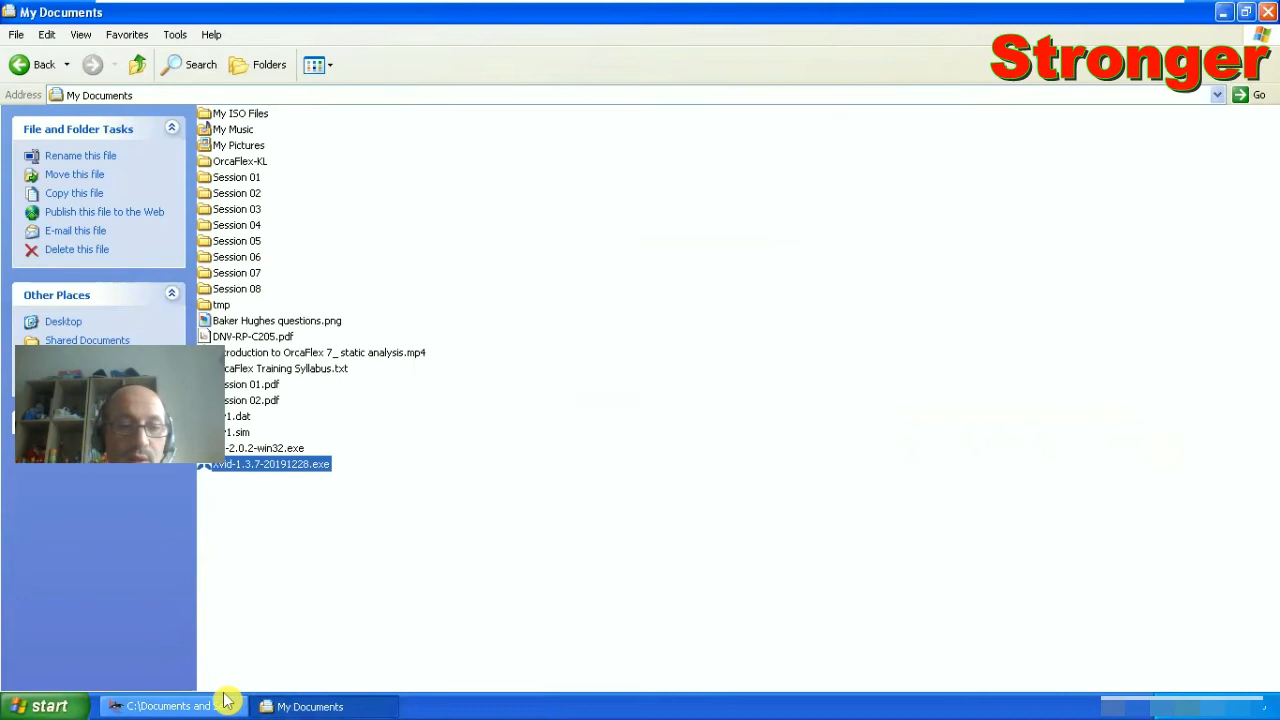 My Documents
File Edit View Favorites Tools Help
Stronger
Back Search Folders
Address My Documents Go
File and Folder Tasks
Rename this file
Move this file
Copy this file
Publish this file to the Web
E-mail this file
Delete this file
Other Places
Desktop
Shared Documents
My ISO Files
My Music
My Pictures
OrcaFlex-KL
Session 01
Session 02
Session 03
Session 04
Session 05
Session 06
Session 07
Session 08
tmp
Baker Hughes questions.png
DNV-RP-C205.pdf
troduction to OrcaFlex 7_ static analysis.mp4
caFlex Training Syllabus.txt
ssion 01.pdf
ssion 02.pdf
1.dat
1.sim
-2.0.2-win32.exe
Xvid-1.3.7-20191228.exe
start C:\Documents and My Documents